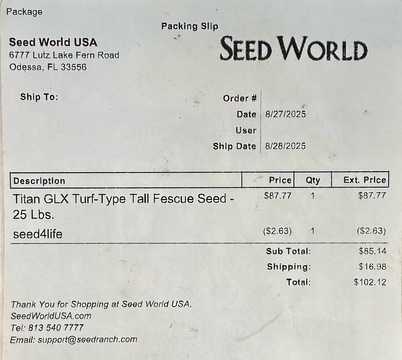 Package
Packing Slip
Seed World USA
6777 Lutz Lake Fern Road
Odessa, FL 33556
SEED WORLD
Ship To:
Order #
Date 8/27/2025
User
Ship Date 8/28/2025
Description Price Qty Ext. Price
Titan GLX Turf-Type Tall Fescue Seed - $87.77 1 $87.77
25 Lbs.
seed4life ($2.63) 1 ($2.63)
Sub Total: $85.14
Shipping: $16.98
Total: $102.12
Thank You for Shopping at Seed World USA.
SeedWorldUSA.com
Tel: 813 540 7777
Email: support@seedranch.com